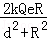 2kQeR
d² + R²